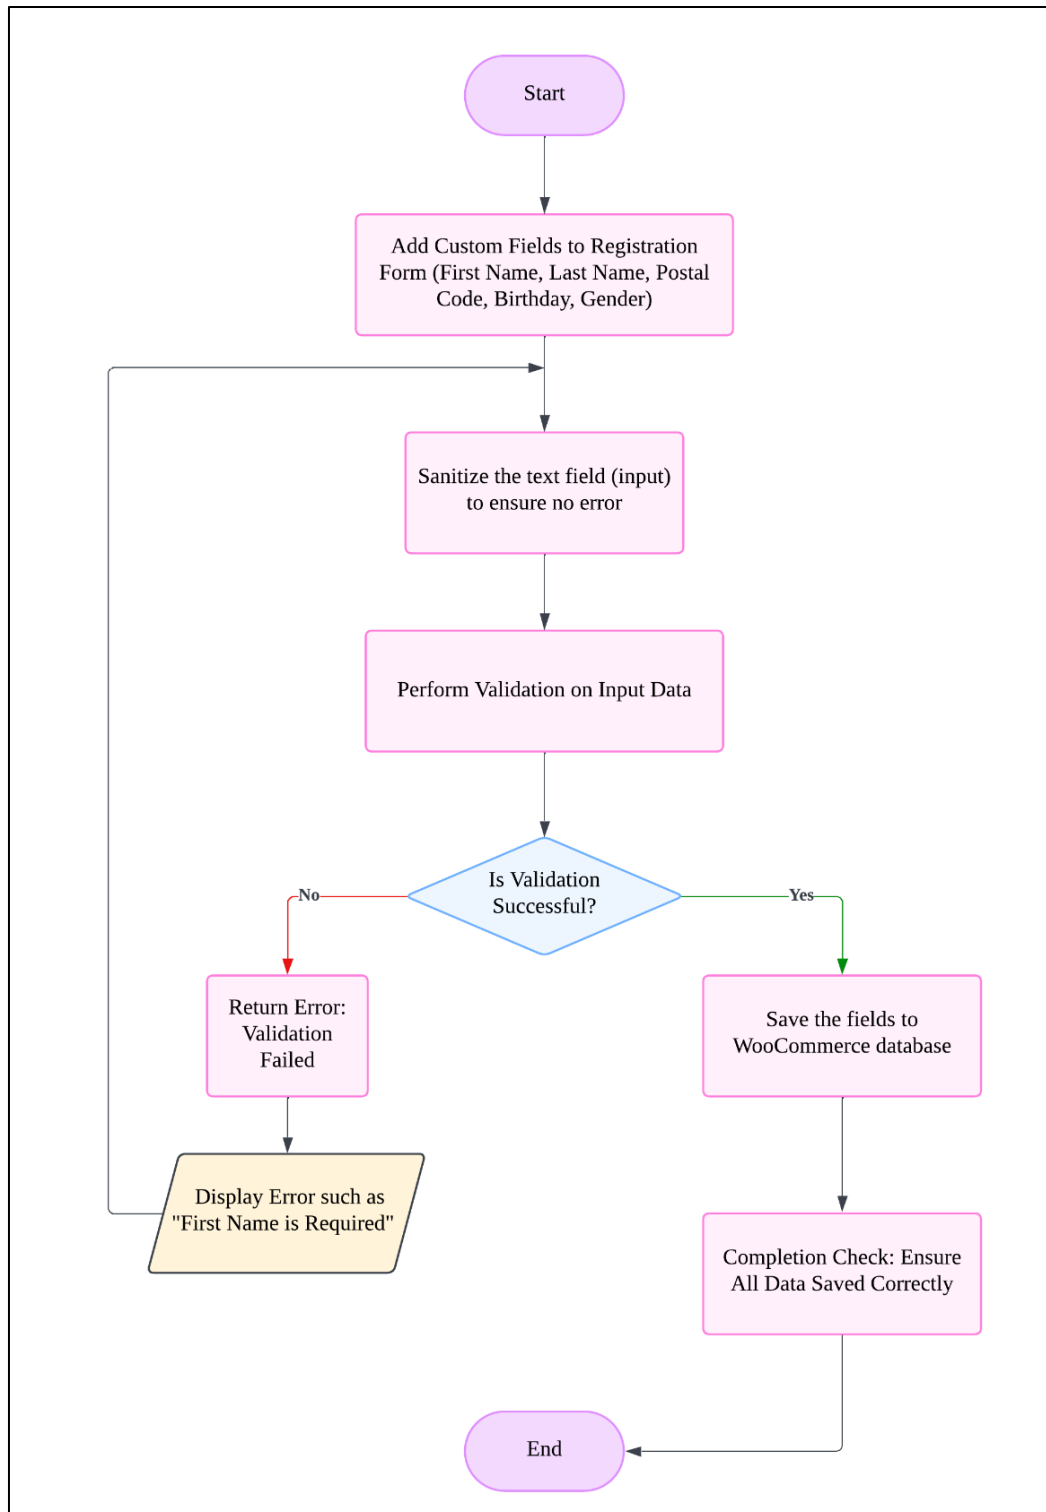 Start
Add Custom Fields to Registration
Form (First Name, Last Name, Postal
Code, Birthday, Gender)
Sanitize the text field (input)
to ensure no error
Perform Validation on Input Data
Is Validation
Successful?
No
Yes
Return Error:
Validation
Failed
Save the fields to
WooCommerce database
Display Error such as
"First Name is Required"
Completion Check: Ensure
All Data Saved Correctly
End